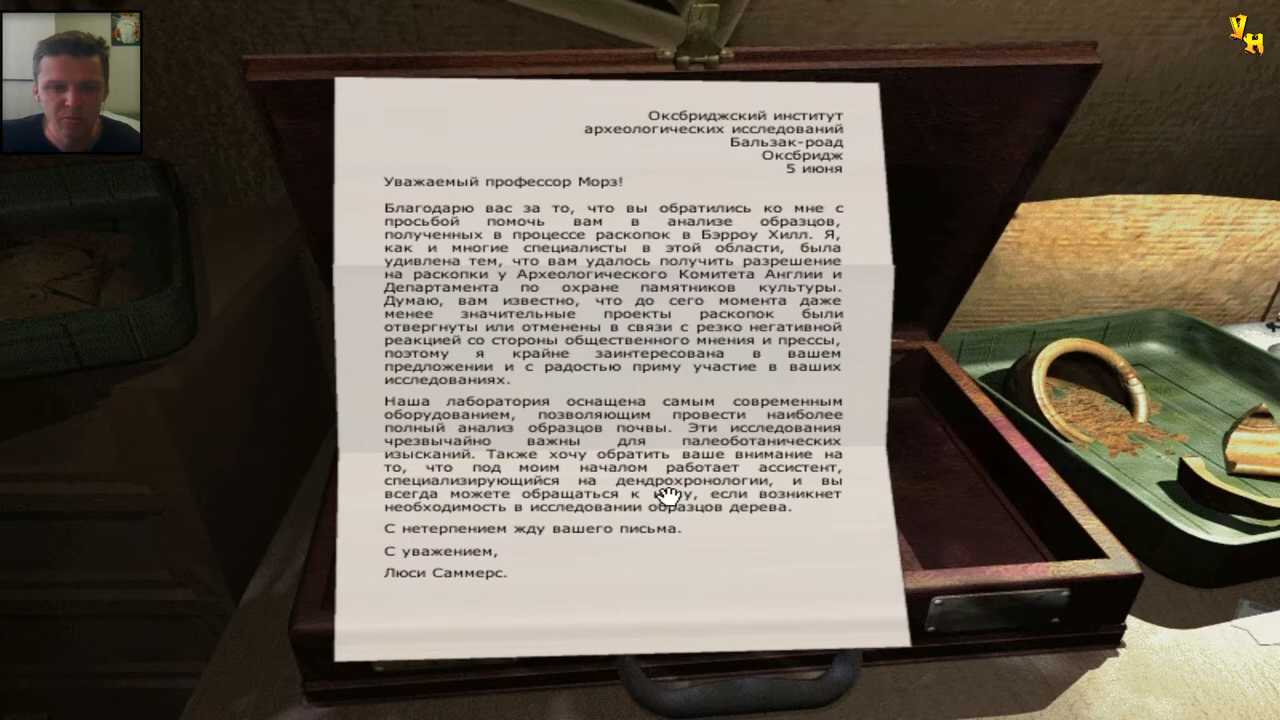 Оксбриджский институт
археологических исследований
Бальзак-роад
Оксбридж
5 июня
Уважаемый профессор Морз!
Благодарю вас за то, что вы обратились ко мне с
просьбой помочь вам в анализе образцов,
полученных в процессе раскопок в Бэрроу Хилл. Я,
как и многие специалисты в этой области, была
удивлена тем, что вам удалось получить разрешение
на раскопки у Археологического Комитета Англии и
Департамента по охране памятников культуры.
Думаю, вам известно, что до сего момента даже
менее значительные проекты раскопок были
отвергнуты или отменены в связи с резко негативной
реакцией со стороны общественного мнения и прессы,
поэтому я крайне заинтересована в вашем
предложении и с радостью приму участие в ваших
исследованиях.
Наша лаборатория оснащена самым современным
оборудованием, позволяющим провести наиболее
полный анализ образцов почвы. Эти исследования
чрезвычайно важны для палеоботанических
изысканий. Также хочу обратить ваше внимание на
то, что под моим началом работает ассистент,
специализирующийся на дендрохронологии, и вы
всегда можете обращаться к если возникнет
необходимость в исследовании образцов дерева.
С нетерпением жду вашего письма.
С уважением,
Люси Саммерс.
VH